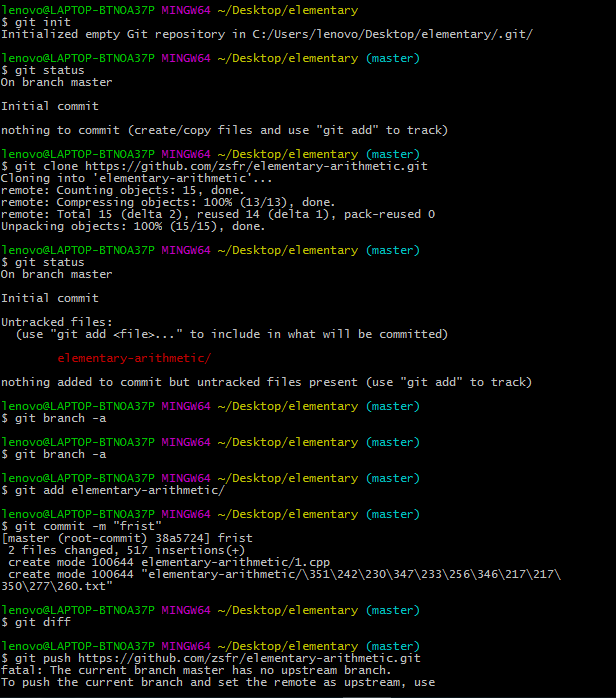 lenovo@LAPTOP-BTNOA37P MINGW64 ~/Desktop/elementary
$ git init
Initialized empty Git repository in C:/Users/lenovo/Desktop/elementary/.git/
lenovo@LAPTOP-BTNOA37P MINGW64 ~/Desktop/elementary (master)
$ git status
On branch master
Initial commit
nothing to commit (create/copy files and use "git add" to track)
lenovo@LAPTOP-BTNOA37P MINGW64 ~/Desktop/elementary (master)
$ git clone https://github.com/zsfr/elementary-arithmetic.git
Cloning into 'elementary-arithmetic'...
remote: Counting objects: 15, done.
remote: Compressing objects: 100% (13/13), done.
remote: Total 15 (delta 2), reused 14 (delta 1), pack-reused 0
Unpacking objects: 100% (15/15), done.
lenovo@LAPTOP-BTNOA37P MINGW64 ~/Desktop/elementary (master)
$ git status
On branch master
Initial commit
Untracked files:
  (use "git add <file>..." to include in what will be committed)
        elementary-arithmetic/
nothing added to commit but untracked files present (use "git add" to track)
lenovo@LAPTOP-BTNOA37P MINGW64 ~/Desktop/elementary (master)
$ git branch -a
lenovo@LAPTOP-BTNOA37P MINGW64 ~/Desktop/elementary (master)
$ git branch -a
lenovo@LAPTOP-BTNOA37P MINGW64 ~/Desktop/elementary (master)
$ git add elementary-arithmetic/
lenovo@LAPTOP-BTNOA37P MINGW64 ~/Desktop/elementary (master)
$ git commit -m "frist"
[master (root-commit) 38a5724] frist
 2 files changed, 517 insertions(+)
 create mode 100644 elementary-arithmetic/1.cpp
 create mode 100644 "elementary-arithmetic/\351\242\230\347\233\256\346\217\217\
350\277\260.txt"
lenovo@LAPTOP-BTNOA37P MINGW64 ~/Desktop/elementary (master)
$ git diff
lenovo@LAPTOP-BTNOA37P MINGW64 ~/Desktop/elementary (master)
$ git push https://github.com/zsfr/elementary-arithmetic.git
fatal: The current branch master has no upstream branch.
To push the current branch and set the remote as upstream, use